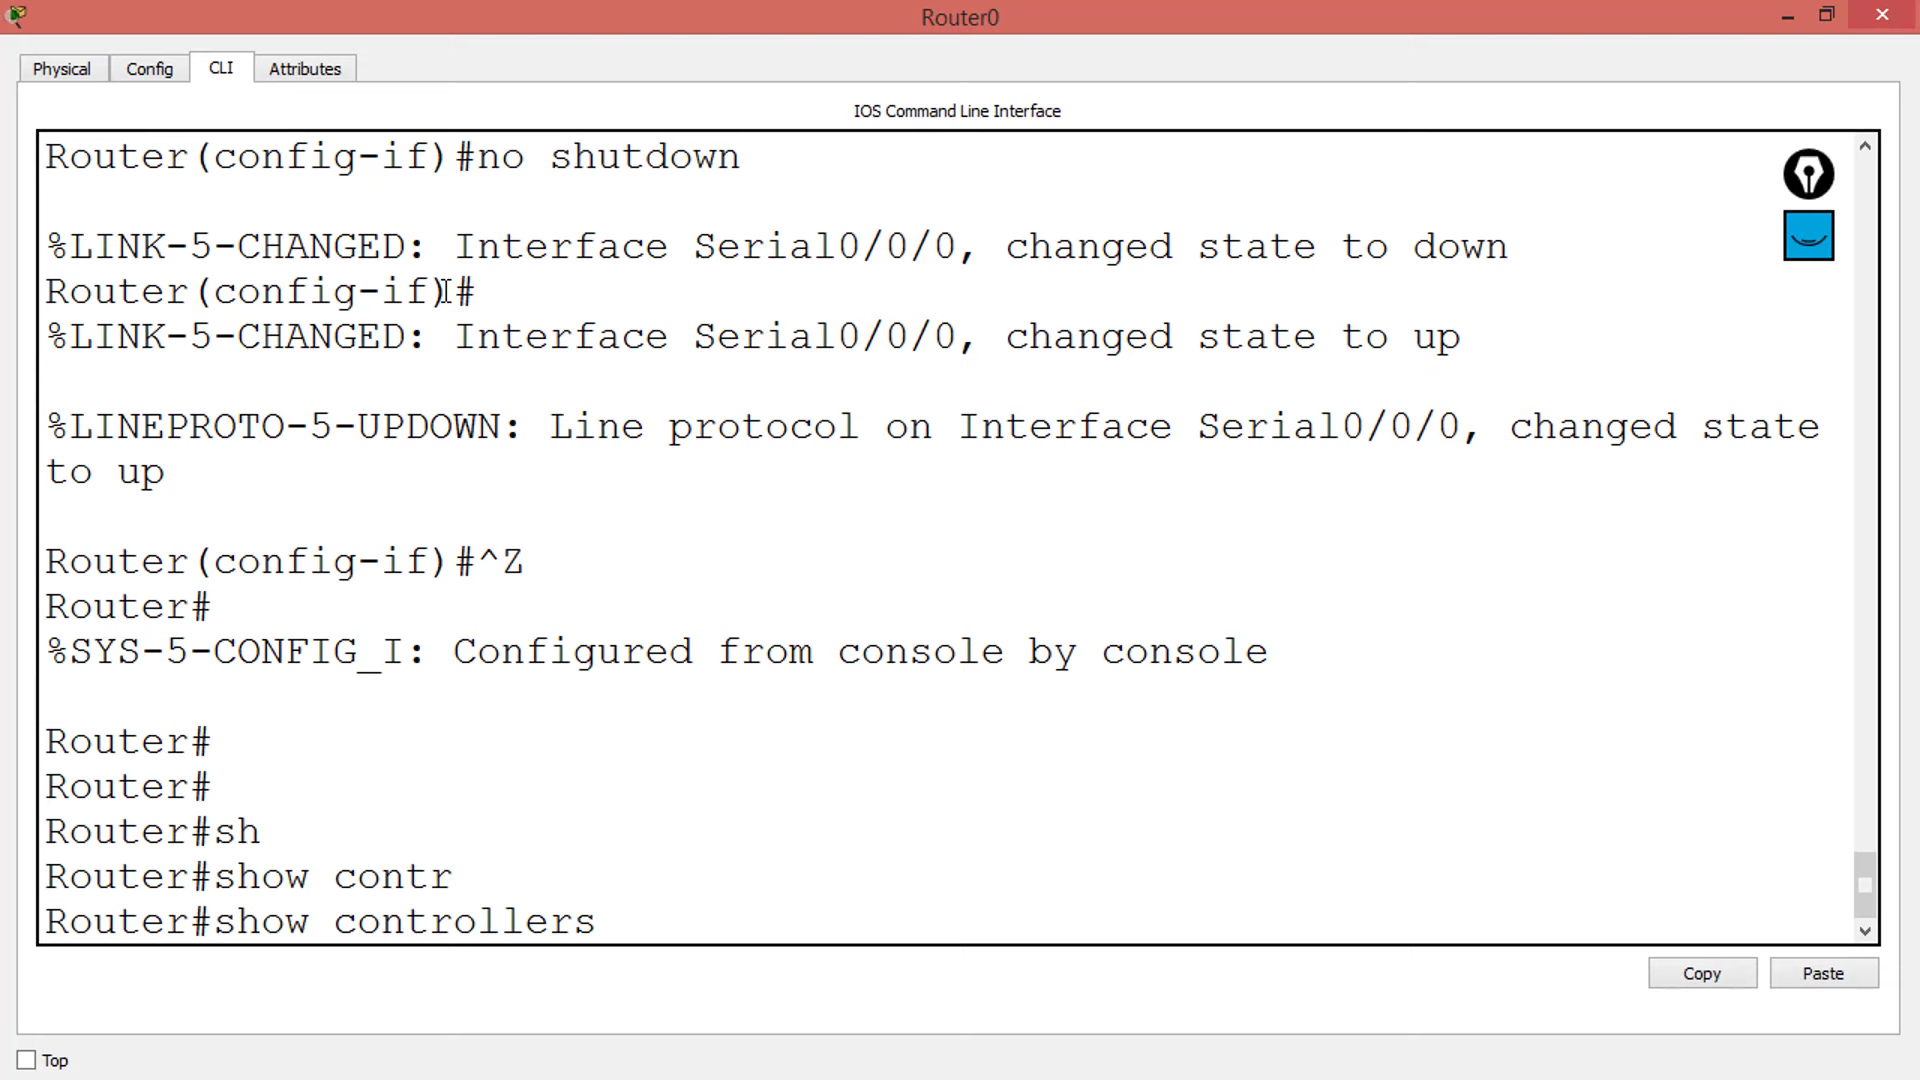 Router0
Physical
Config
CLI
Attributes
IOS Command Line Interface
Router(config-if)#no shutdown
%LINK-5-CHANGED: Interface Serial0/0/0, changed state to down
Router(config-if)#
%LINK-5-CHANGED: Interface Serial0/0/0, changed state to up
%LINEPROTO-5-UPDOWN: Line protocol on Interface Serial0/0/0, changed state
to up
Router(config-if)#^Z
Router#
%SYS-5-CONFIG_I: Configured from console by console
Router#
Router#
Router#sh
Router#show contr
Router#show controllers
Copy
Paste
Top